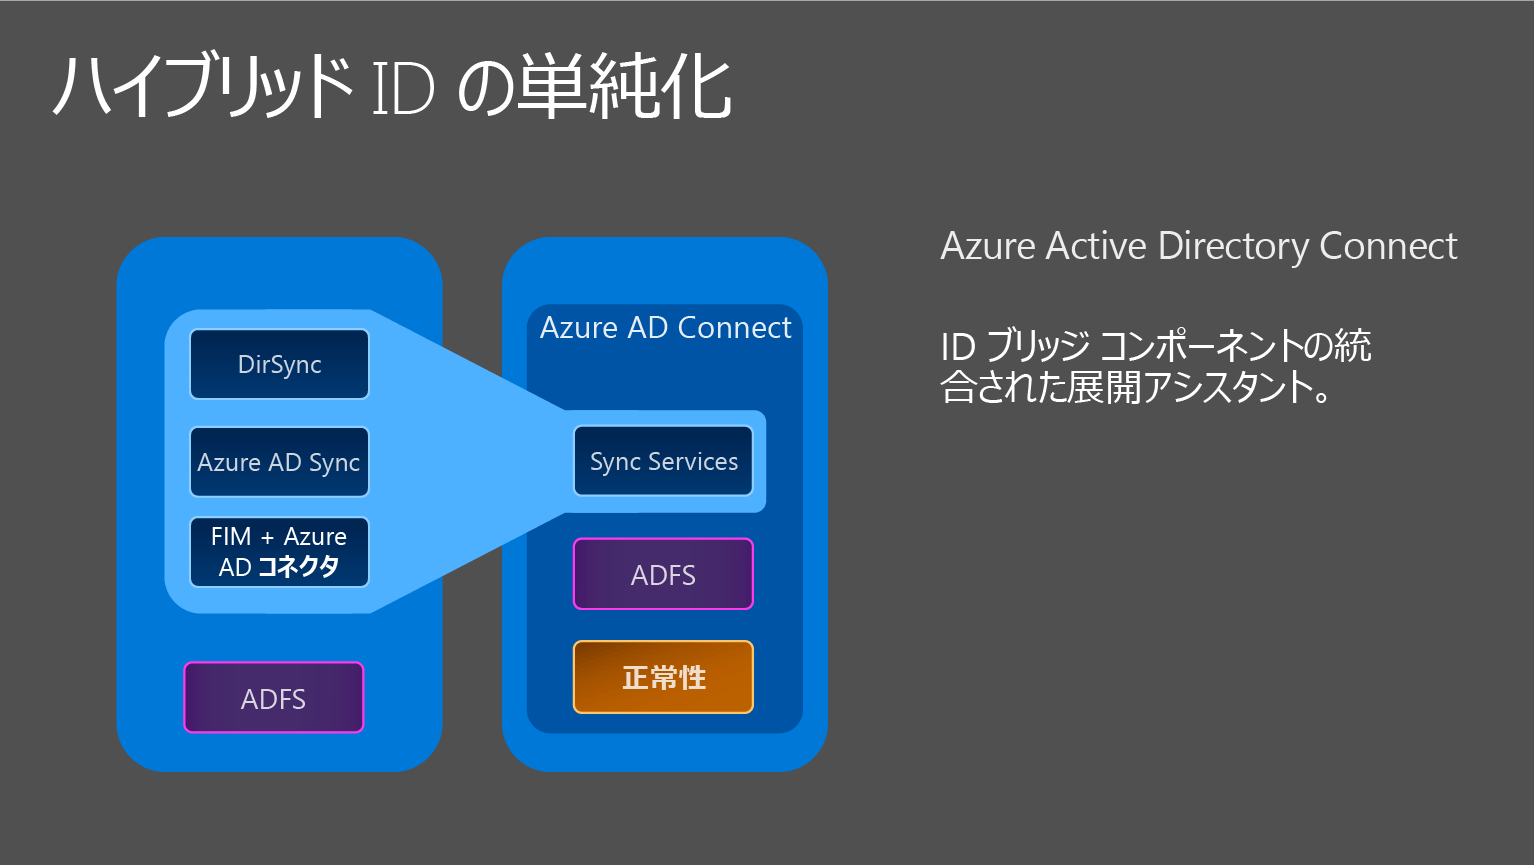 ハイブリッド ID の単純化
DirSync
Azure AD Sync
FIM + Azure
AD コネクタ
ADFS
Azure AD Connect
Sync Services
ADFS
正常性
Azure Active Directory Connect
ID ブリッジ コンポーネントの統
合された展開アシスタント。